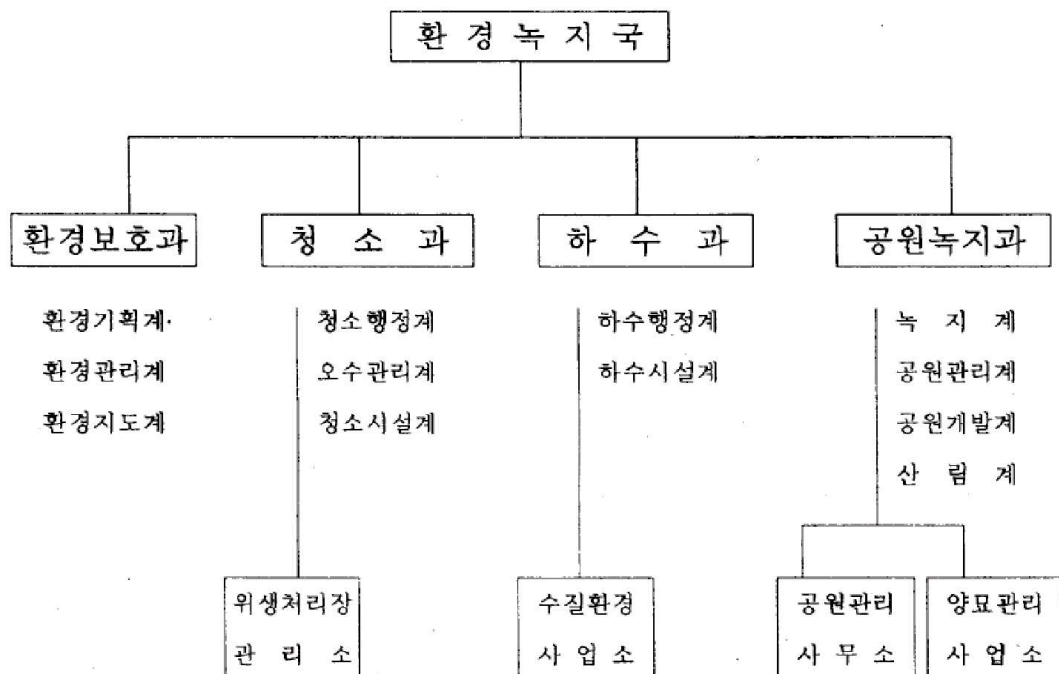 환 경 녹 지 국
환경보호과
청 소 과
하 수 과
공원녹지과
환경기획계·
환경관리계
환경지도계
청소행정계
오수관리계
청소시설계
하수행정계
하수시설계
녹 지 계
공원관리계
공원개발계
산 림 계
위생처리장
관 리 소
수질환경
사 업 소
공원관리
사 무 소
양묘관리
사 업 소